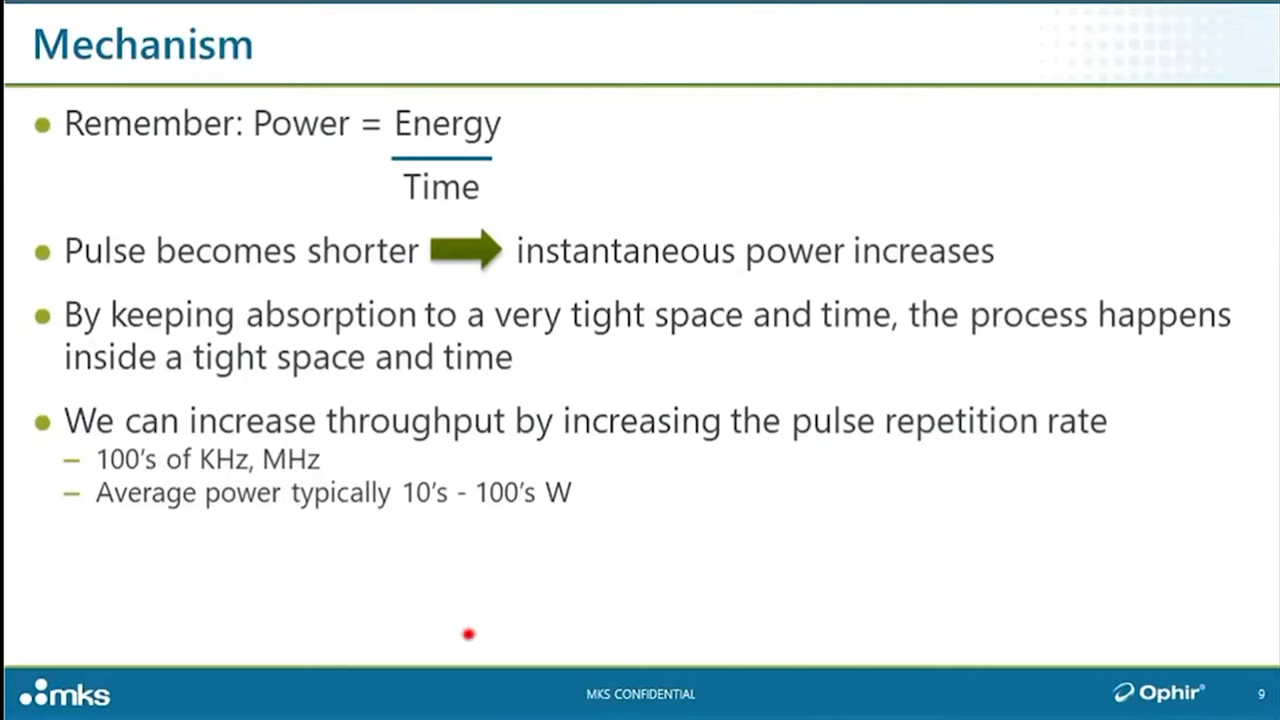 Mechanism
Remember: Power = Energy
Time
Pulse becomes shorter instantaneous power increases
By keeping absorption to a very tight space and time, the process happens
inside a tight space and time
We can increase throughput by increasing the pulse repetition rate
– 100's of KHz, MHz
– Average power typically 10's - 100's W
mks
MKS CONFIDENTIAL
Ophir®
9